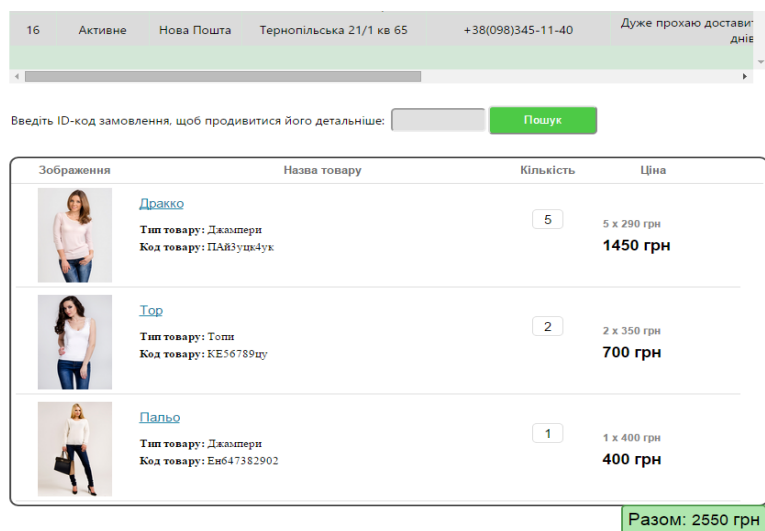 16 Активне Нова Пошта Тернопільська 21/1 кв 65 +38(098)345-11-40 Дуже прохаю достави
днів
Введіть ID-код замовлення, щоб продивитися його детальніше: Пошук
Зображення Назва товару Кількість Ціна
Дракко
Тип товару: Джампери
Код товару: ПАй3уцк4ук
5
5 x 290 грн
1450 грн
Тор
Тип товару: Топи
Код товару: КЕ56789цу
2
2 x 350 грн
700 грн
Пальо
Тип товару: Джампери
Код товару: Ен647382902
1
1 x 400 грн
400 грн
Разом: 2550 грн